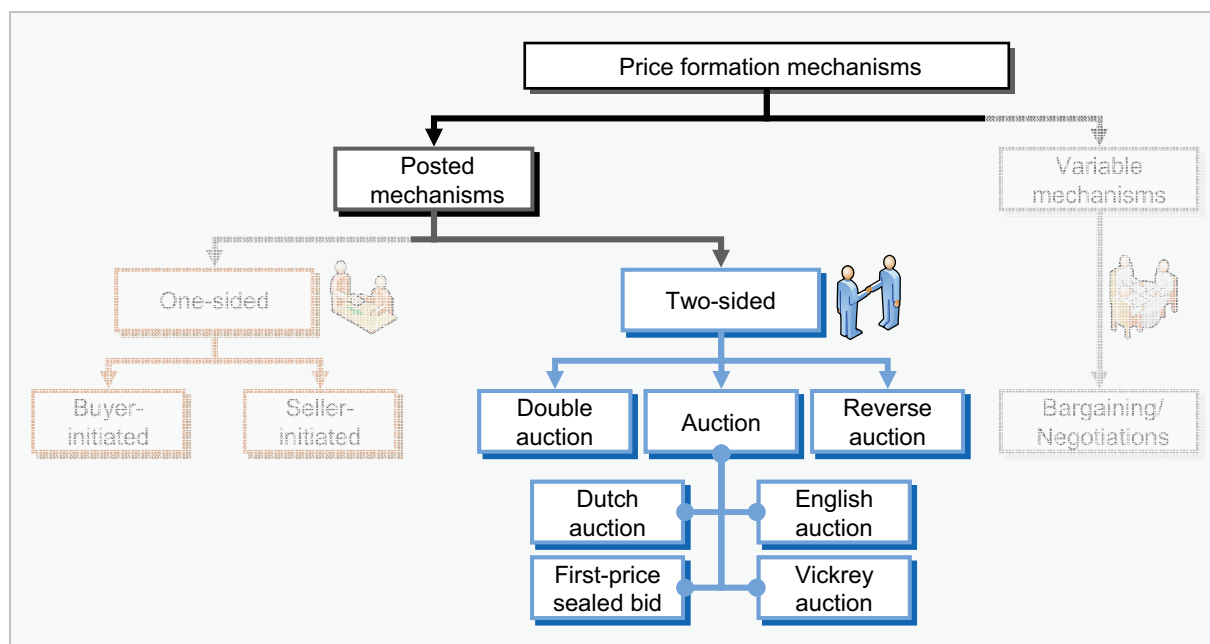 Price formation mechanisms
Posted
mechanisms
Variable
mechanisms
One-sided
Two-sided
Buyer-
initiated
Seller-
initiated
Double
auction
Auction
Reverse
auction
Bargaining/
Negotiations
Dutch
auction
English
auction
First-price
sealed bid
Vickrey
auction